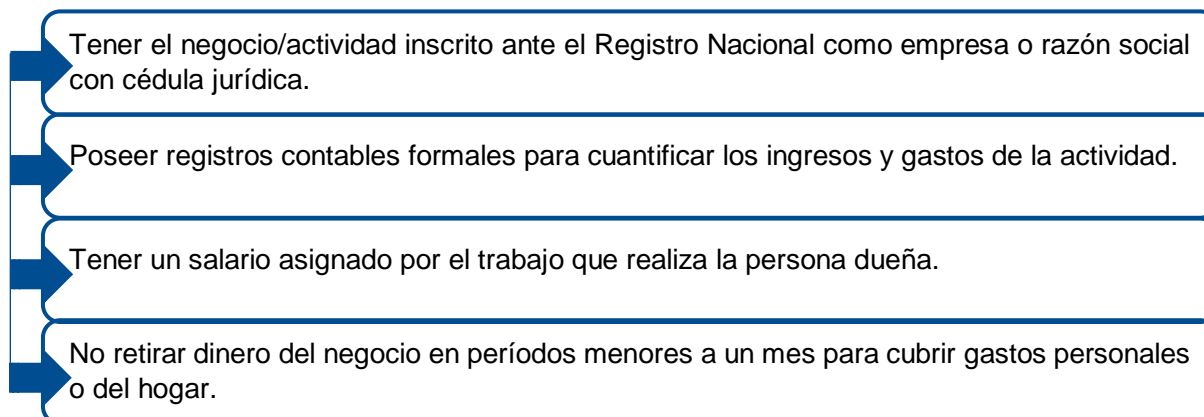 Tener el negocio/actividad inscrito ante el Registro Nacional como empresa o razón social
con cédula jurídica.
Poseer registros contables formales para cuantificar los ingresos y gastos de la actividad.
Tener un salario asignado por el trabajo que realiza la persona dueña.
No retirar dinero del negocio en períodos menores a un mes para cubrir gastos personales
o del hogar.